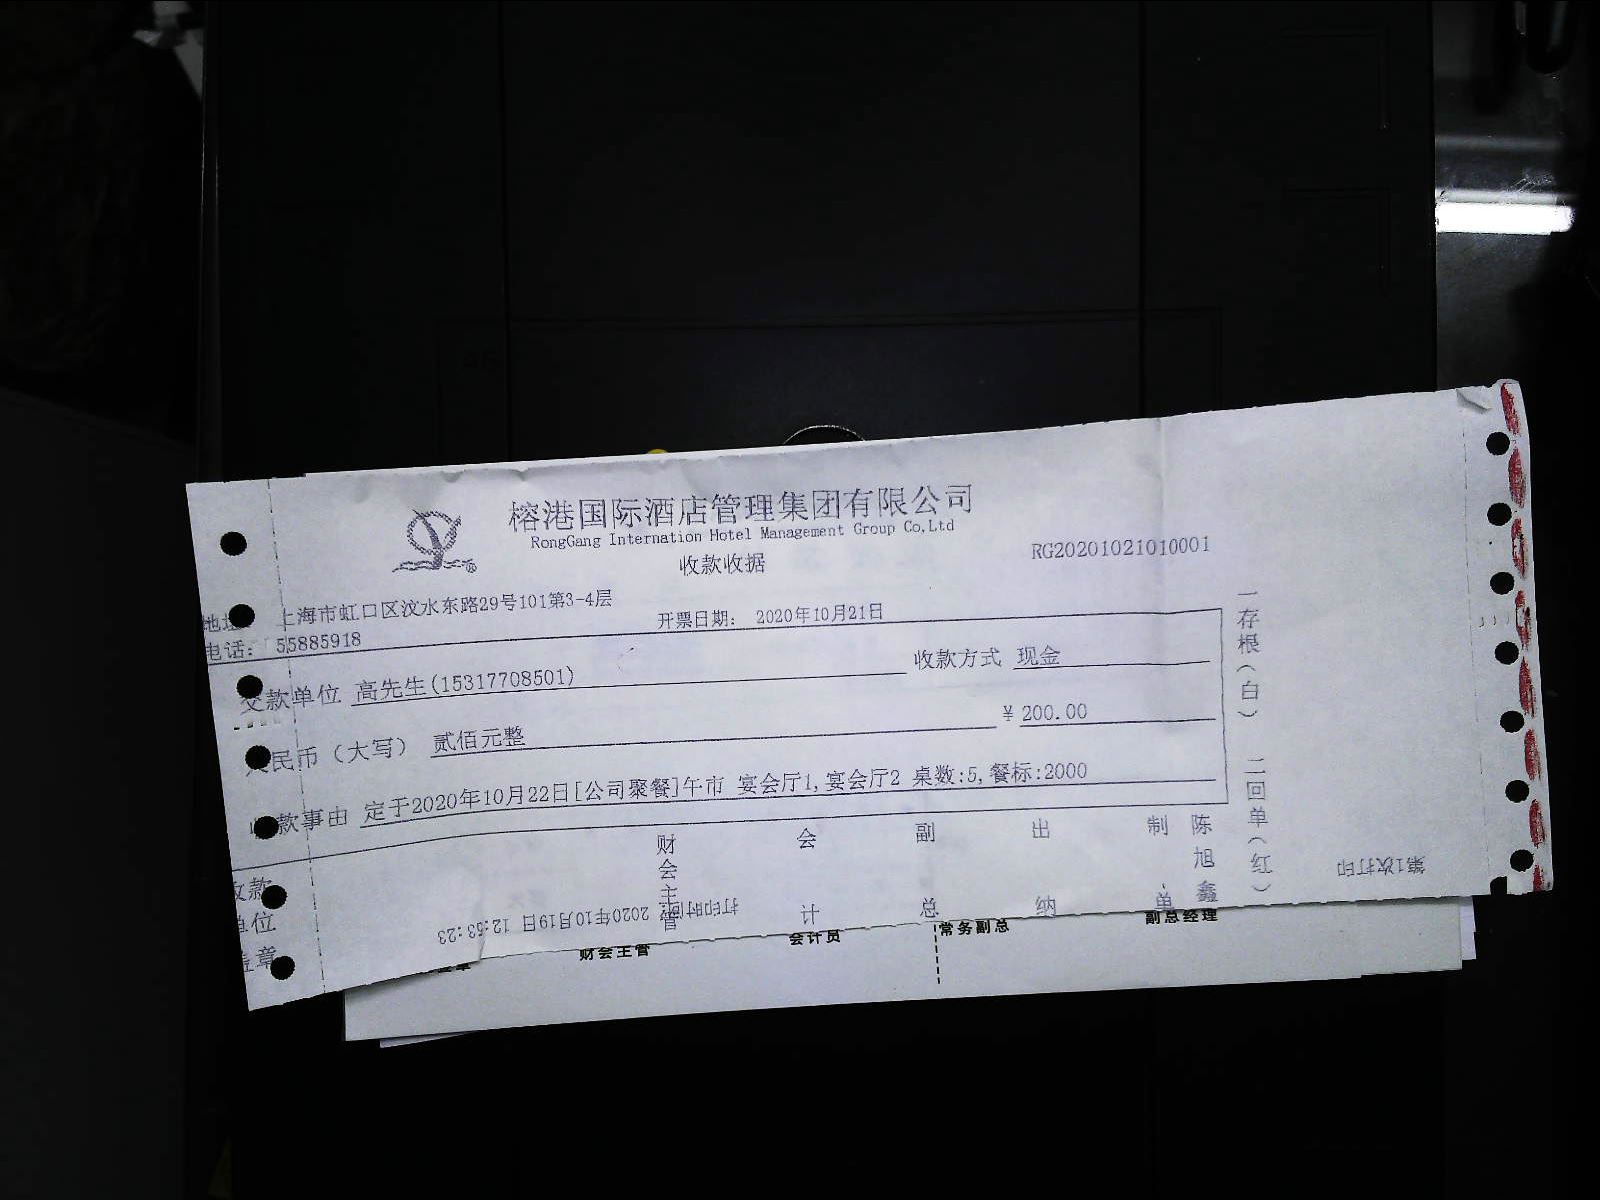 榕港国际酒店管理集团有限公司
RongGang Internation Hotel Management Group Co,Ltd
收款收据
RG20201021010001
地址 上海市虹口区汶水东路29号101第3-4层
电话: 55885918
开票日期: 2020年10月21日
交款单位 高先生(15317708501)
收款方式 现金
人民币（大写） 贰佰元整
¥ 200.00
收款事由 定于2020年10月22日[公司聚餐]午市 宴会厅1,宴会厅2 桌数:5,餐标:2000
收款单位盖章
财会主管
会计
副总
出纳
制单
陈旭鑫
一存根(白)
二回单(红)
第1次打印
打印时间: 2020年10月19日 12:53:23
财会主管
会计员
常务副总
副总经理